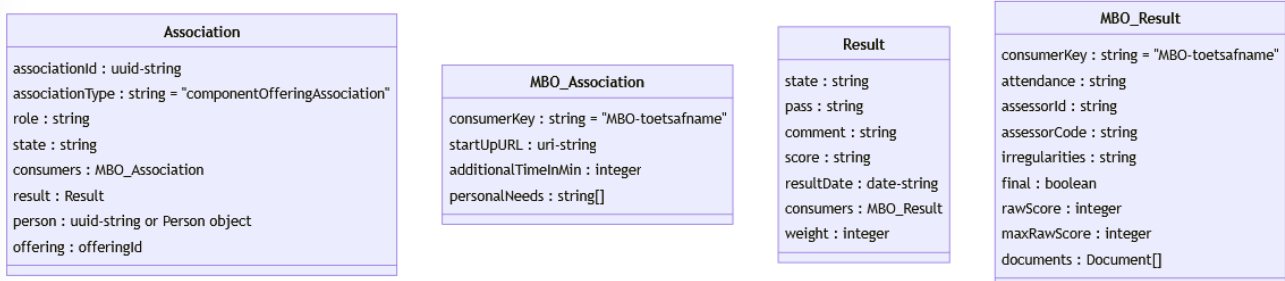 Association
associationId : uuid-string
associationType : string = "componentOfferingAssociation"
role : string
state : string
consumers : MBO_Association
result : Result
person : uuid-string or Person object
offering : offeringId
MBO_Association
consumerKey : string = "MBO-toetsafname"
startUpURL : uri-string
additionalTimeInMin : integer
personalNeeds : string[]
Result
state : string
pass : string
comment : string
score : string
resultDate : date-string
consumers : MBO_Result
weight : integer
MBO_Result
consumerKey : string = "MBO-toetsafname"
attendance : string
assessorId : string
assessorCode : string
irregularities : string
final : boolean
rawScore : integer
maxRawScore : integer
documents : Document[]